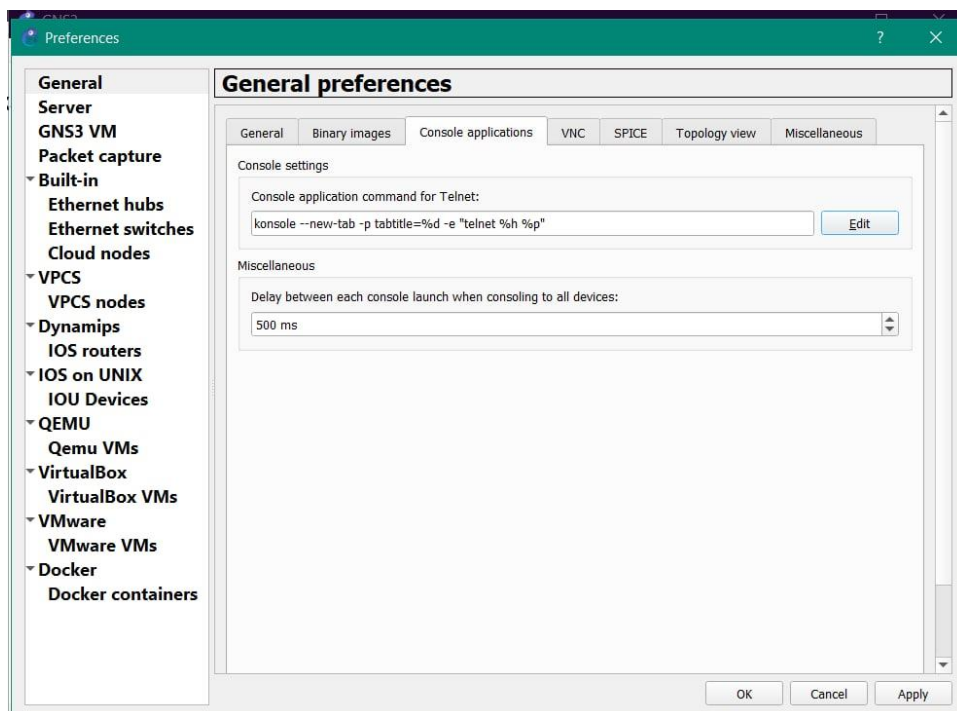 GNS3
Preferences
General
Server
GNS3 VM
Packet capture
Built-in
Ethernet hubs
Ethernet switches
Cloud nodes
VPCS
VPCS nodes
Dynamips
IOS routers
IOS on UNIX
IOU Devices
QEMU
Qemu VMs
VirtualBox
VirtualBox VMs
VMware
VMware VMs
Docker
Docker containers
General preferences
General Binary images Console applications VNC SPICE Topology view Miscellaneous
Console settings
Console application command for Telnet:
konsole --new-tab -p tabtitle=%d -e "telnet %h %p" Edit
Miscellaneous
Delay between each console launch when consoling to all devices:
500 ms
OK Cancel Apply